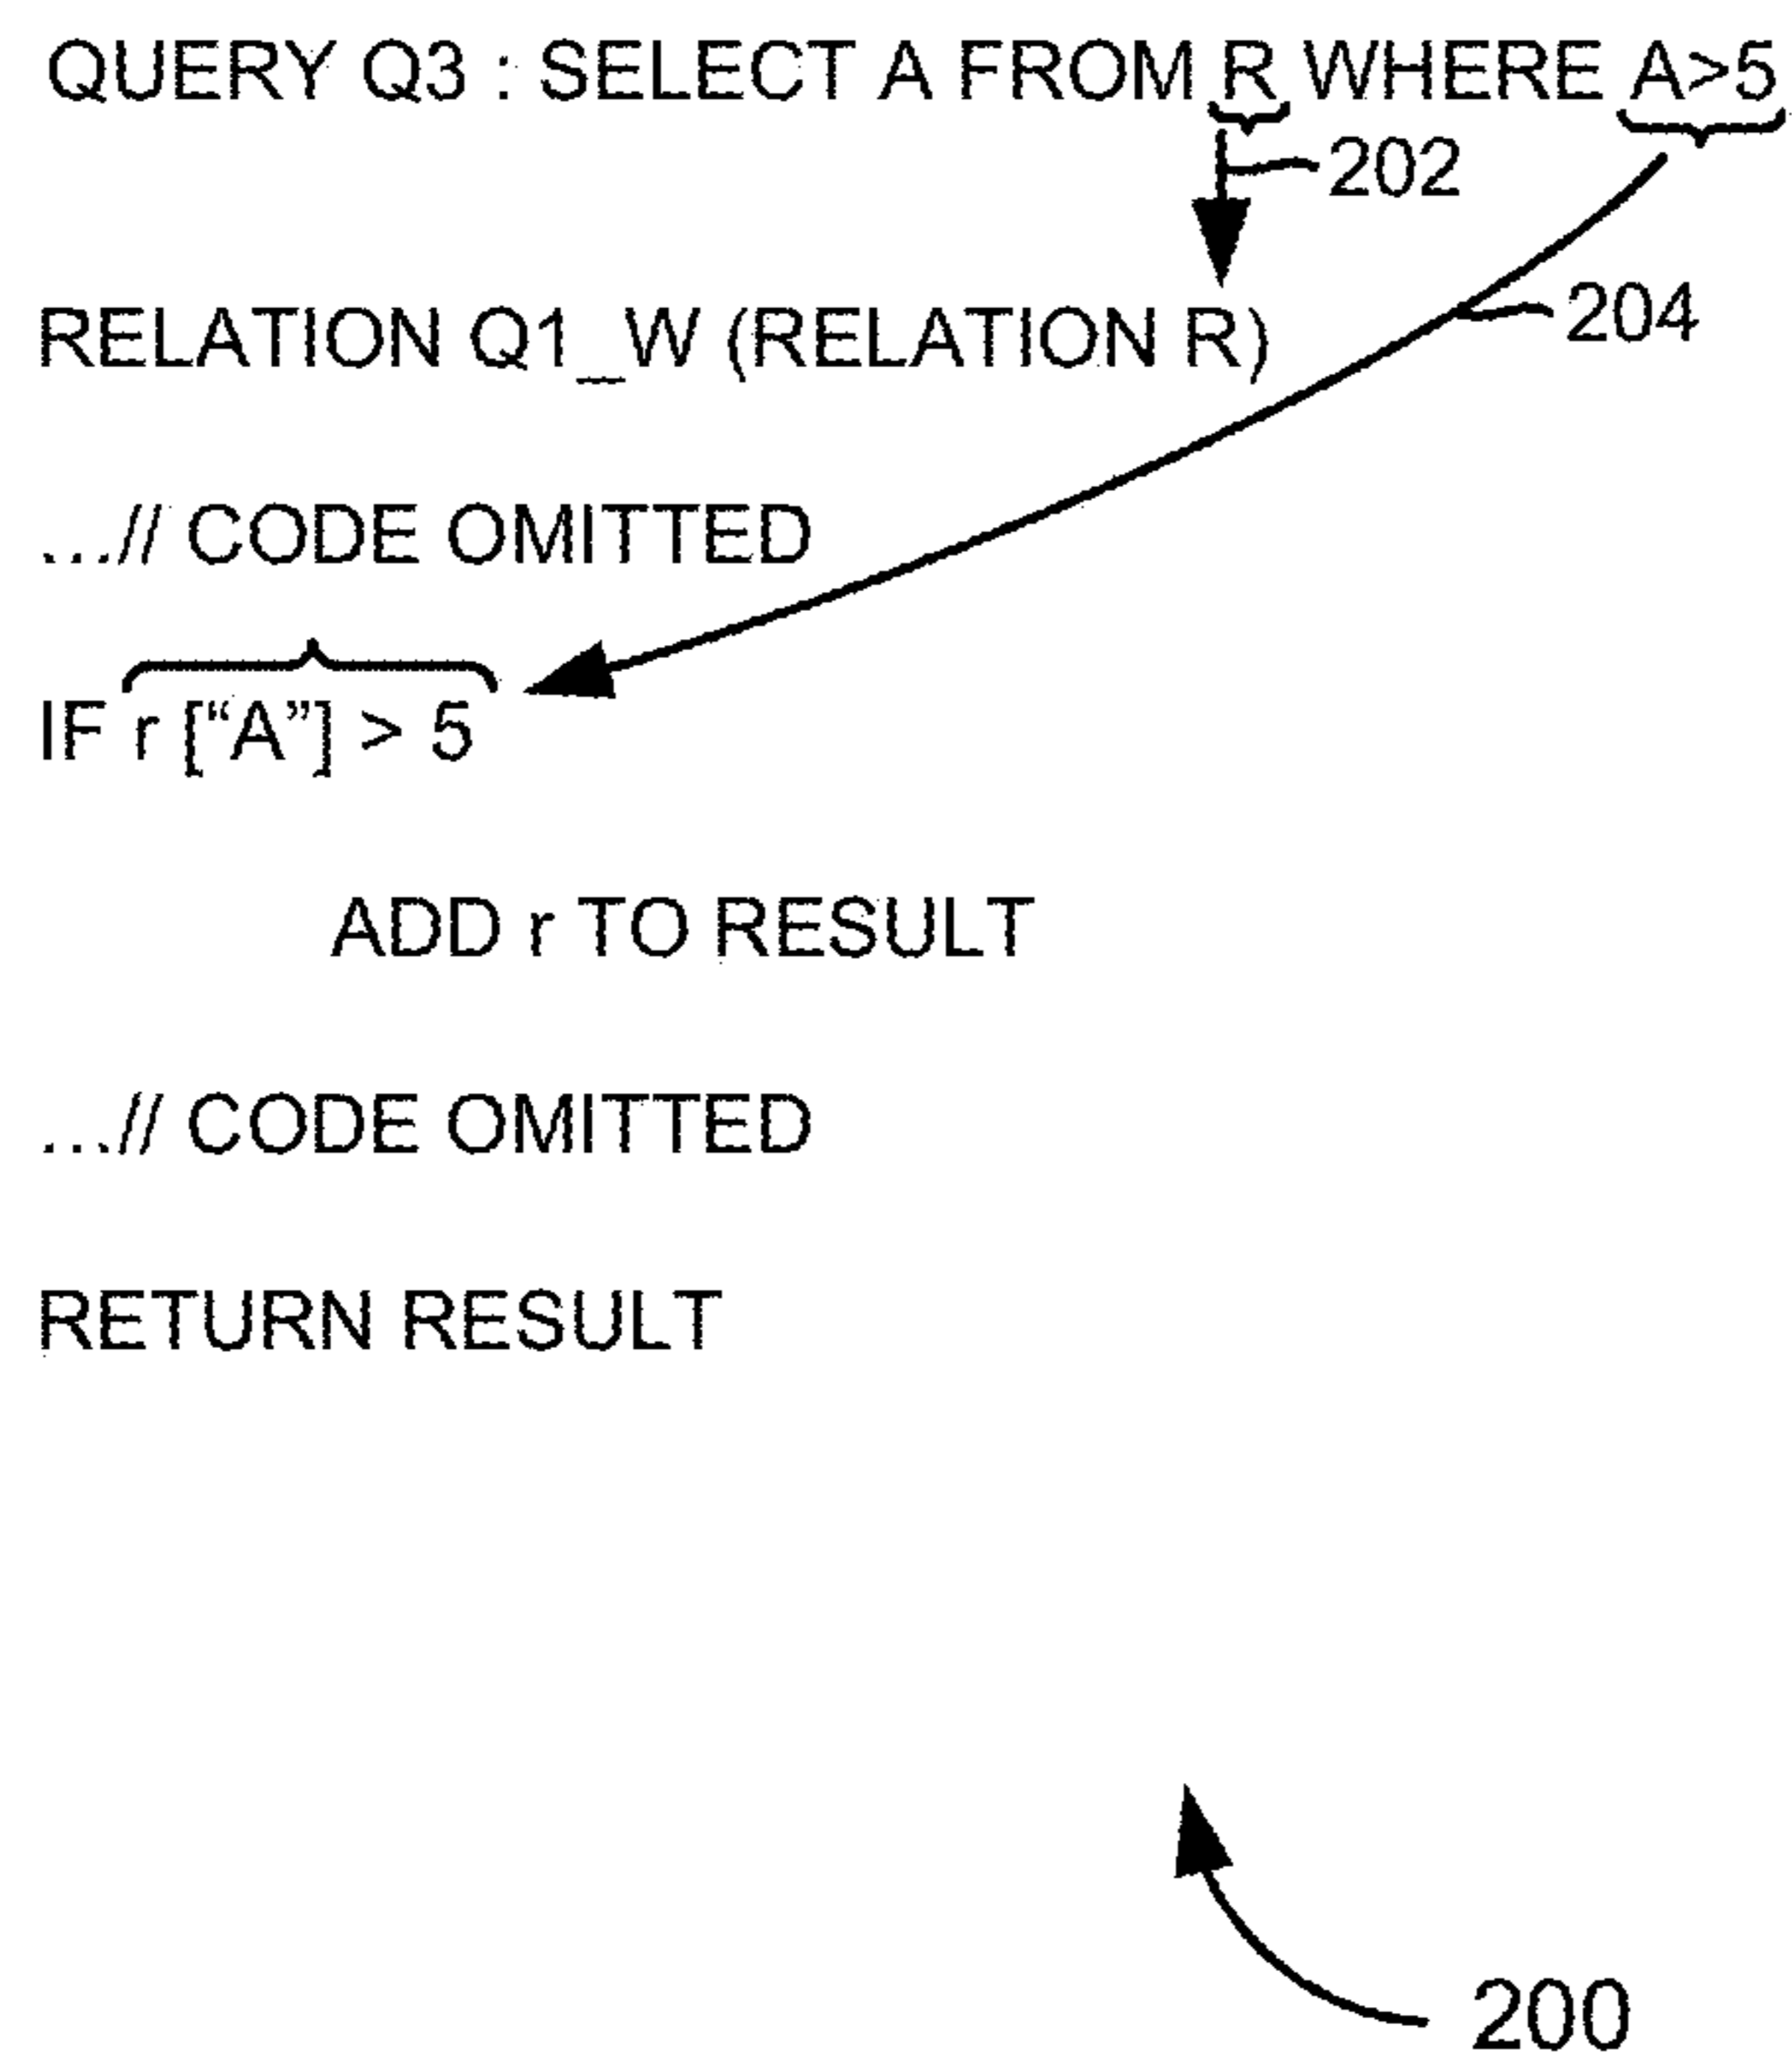 QUERY Q3 : SELECT A FROM R WHERE A>5
202
204
RELATION Q1_W (RELATION R)
...// CODE OMITTED
IF r [“A”] > 5
ADD r TO RESULT
...// CODE OMITTED
RETURN RESULT
200